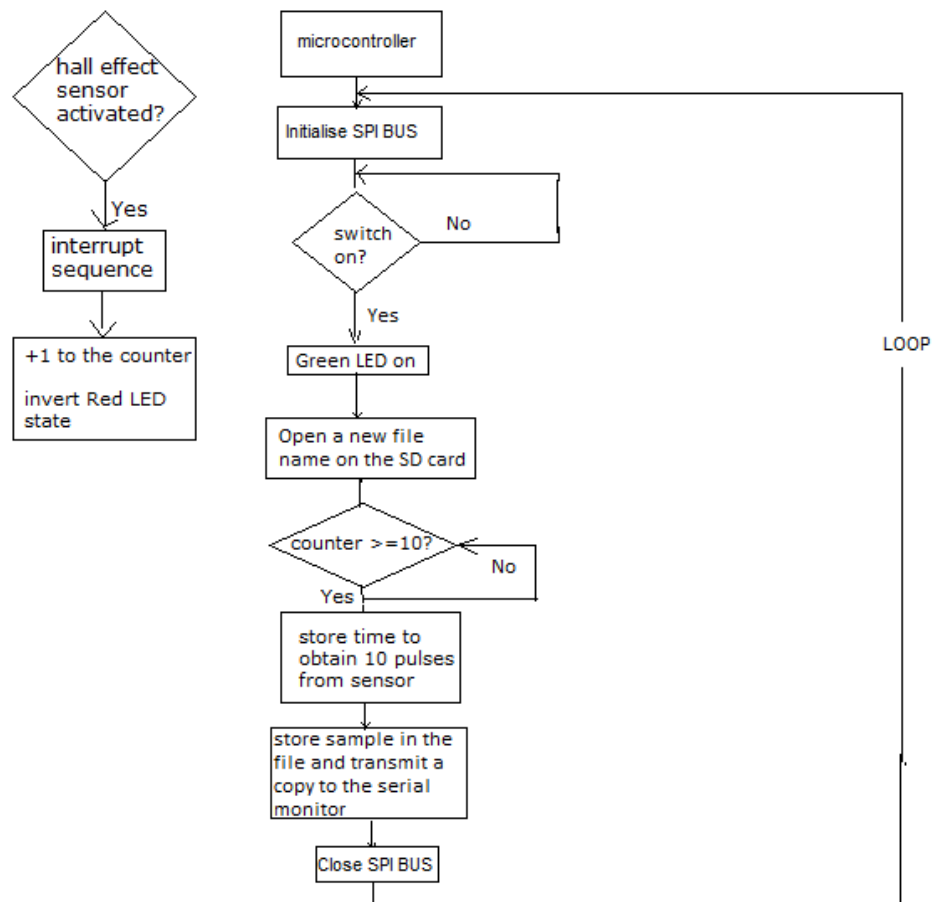 hall effect
sensor
activated?
Yes
interrupt
sequence
+1 to the counter
invert Red LED
state
microcontroller
Initialise SPI BUS
switch
on?
No
Yes
Green LED on
Open a new file
name on the SD card
counter >=10?
No
Yes
store time to
obtain 10 pulses
from sensor
store sample in the
file and transmit a
copy to the serial
monitor
Close SPI BUS
LOOP